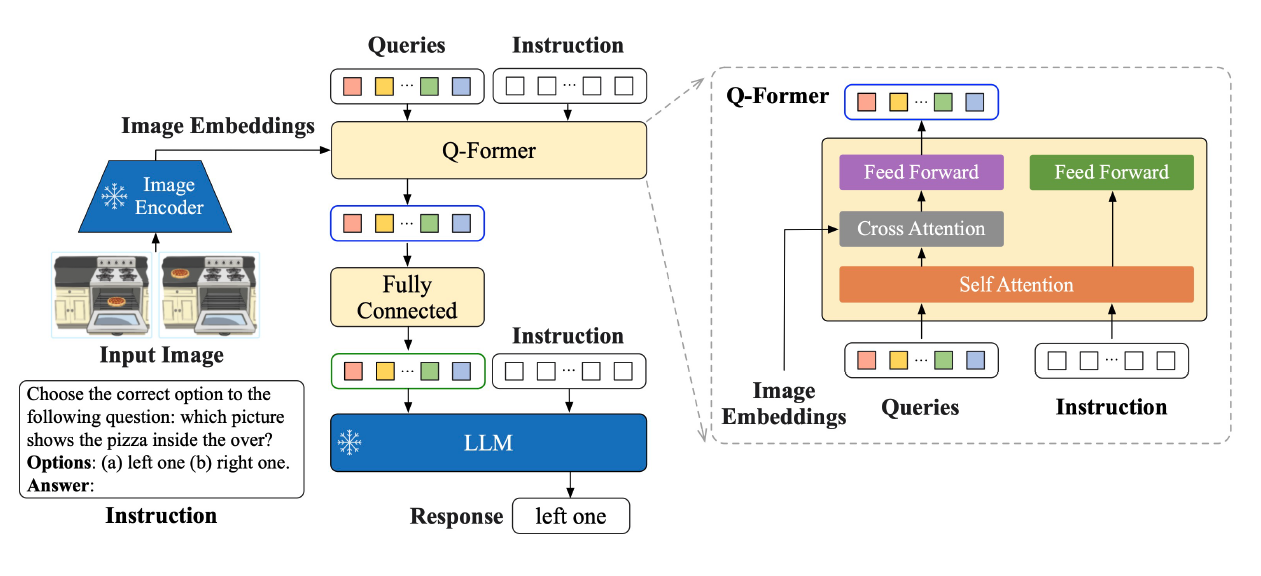 Queries
Instruction
...
...
Image Embeddings
Q-Former
Image
Encoder
...
Fully
Connected
Input Image
Instruction
...
...
LLM
Response
left one
Choose the correct option to the
following question: which picture
shows the pizza inside the over?
Options: (a) left one (b) right one.
Answer:
Instruction
Q-Former
...
Feed Forward
Feed Forward
Cross Attention
Self Attention
...
...
Image
Embeddings
Queries
Instruction